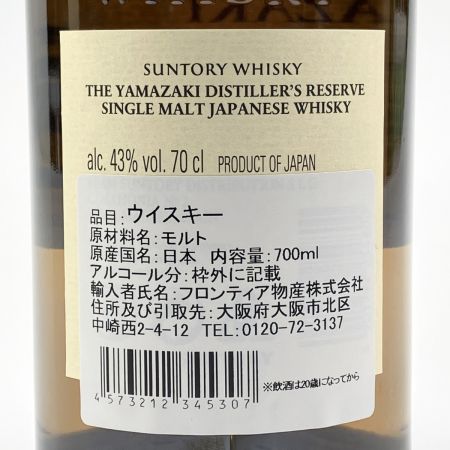 WHISKY
SUNTORY WHISKY
THE YAMAZAKI DISTILLER'S RESERVE
SINGLE MALT JAPANESE WHISKY
alc. 43% vol. 70 cl PRODUCT OF JAPAN
品目:ウイスキー
原材料名:モルト
原産国名:日本 内容量:700ml
アルコール分:枠外に記載
輸入者氏名:フロンティア物産株式会社
住所及び引取先:大阪府大阪市北区
中崎西2-4-12 TEL:0120-72-3137
4 573212 345307
※飲酒は20歳になってから